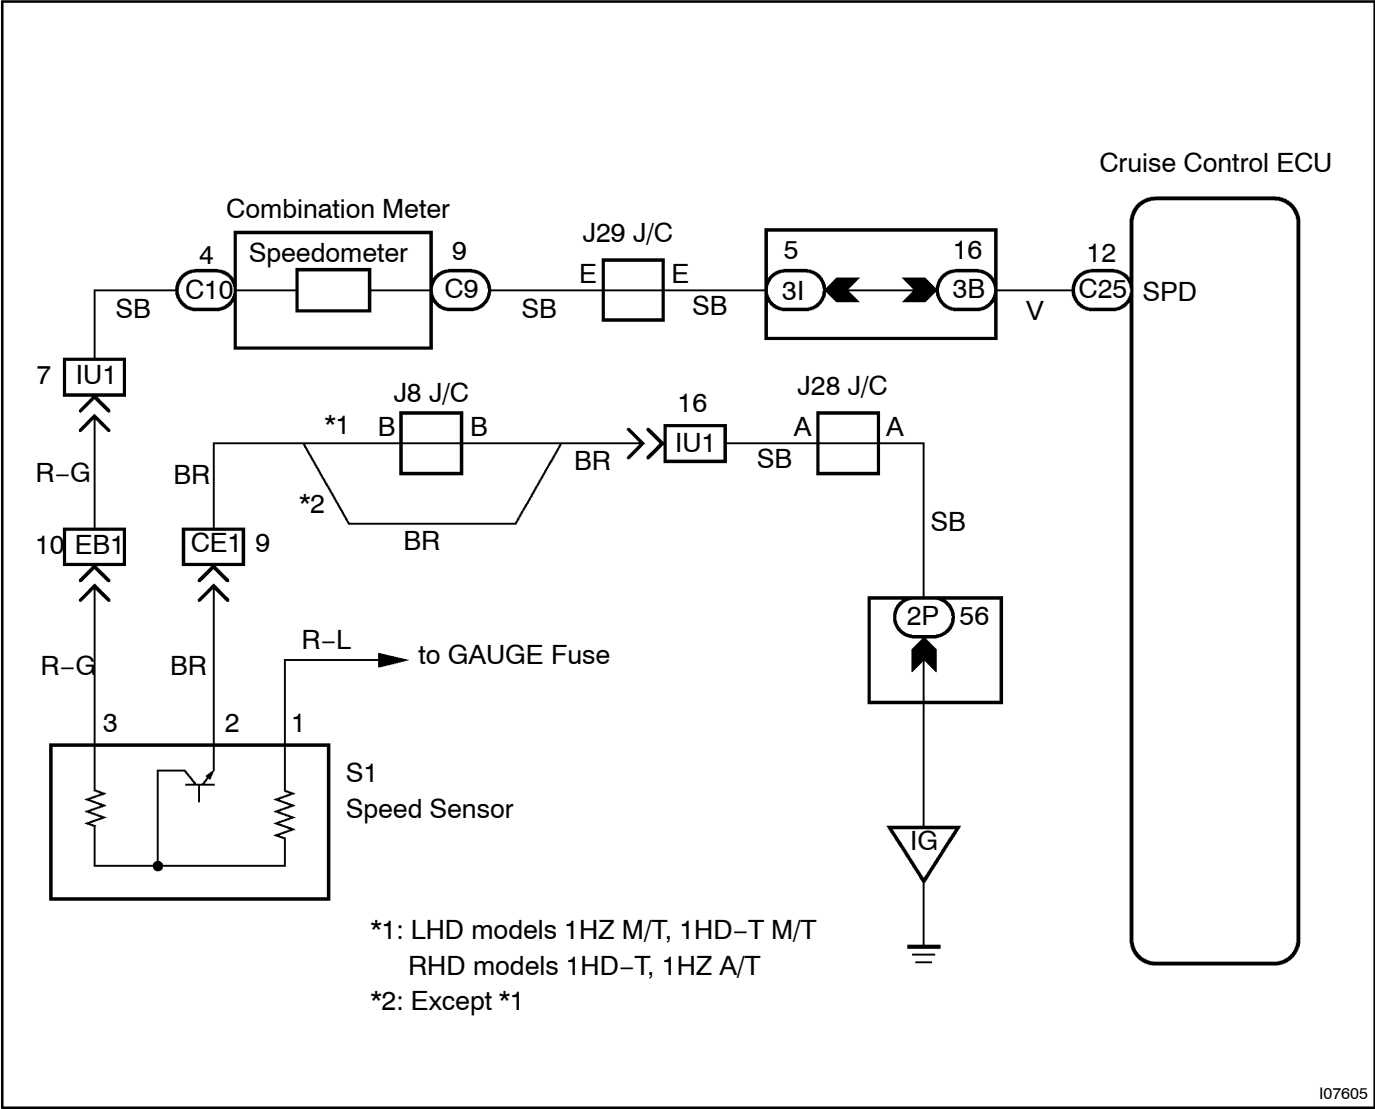 Cruise Control ECU
Combination Meter
Speedometer
J29 J/C
4
9
5
16
12
C10
C9
E
E
3I
3B
C25
SPD
SB
SB
SB
V
7
IU1
J8 J/C
J28 J/C
*1
B
B
16
IU1
A
A
R–G
BR
BR
SB
*2
BR
SB
10
EB1
CE1
9
2P
56
R–L
to GAUGE Fuse
R–G
BR
3
2
1
S1
Speed Sensor
IG
*1: LHD models 1HZ M/T, 1HD–T M/T
RHD models 1HD–T, 1HZ A/T
*2: Except *1
I07605